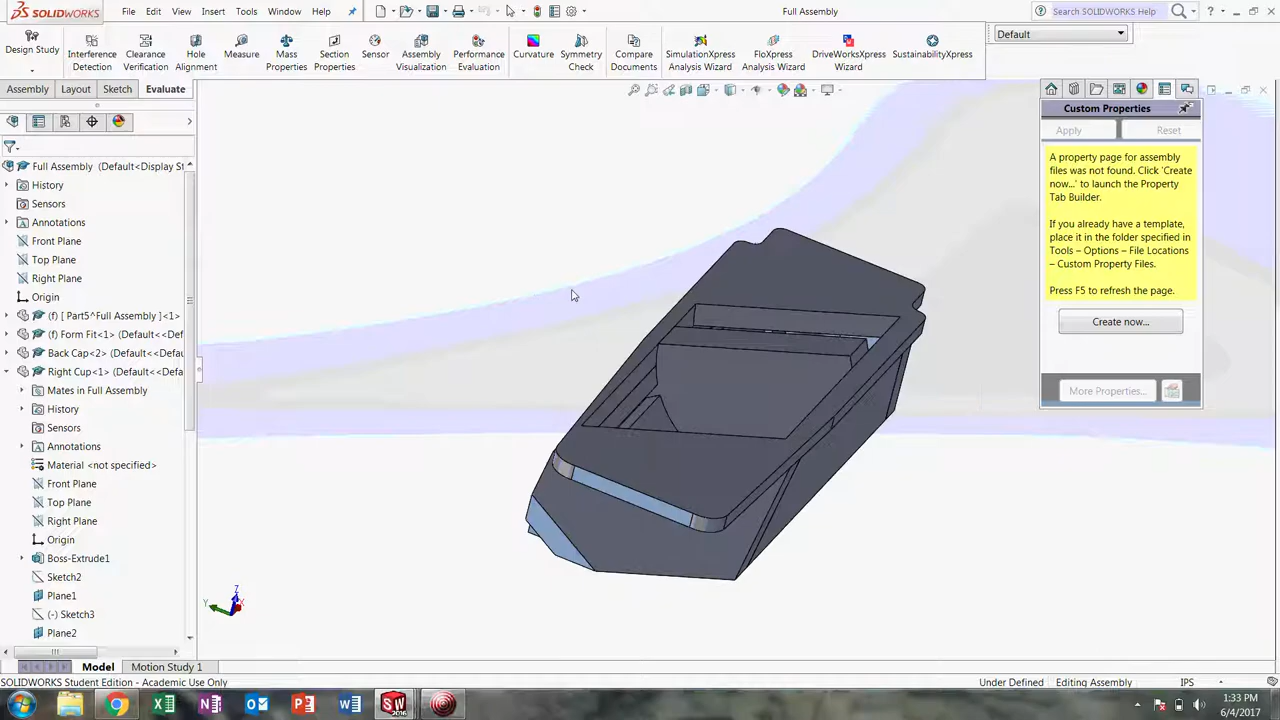 SOLIDWORKS
File
Edit
View
Insert
Tools
Simulation
Window
Help
Full Assembly
Search SOLIDWORKS Help
Design Study
Interference Detection
Clearance Verification
Hole Alignment
Measure
Mass Properties
Section Properties
Sensor
Assembly Visualization
Performance Evaluation
Curvature
Symmetry Check
Compare Documents
SimulationXpress Analysis Wizard
FloXpress Analysis Wizard
DriveWorksXpress Wizard
SustainabilityXpress
Default
Assembly
Layout
Sketch
Evaluate
Full Assembly (Default<Display St
History
Sensors
Annotations
Front Plane
Top Plane
Right Plane
Origin
(f) [ Part5^Full Assembly ]<1>
(f) Form Fit<1> (Default<<Def
Back Cap<2> (Default<<Default
Right Cup<1> (Default<<Defa
Mates in Full Assembly
History
Sensors
Annotations
Material <not specified>
Front Plane
Top Plane
Right Plane
Origin
Boss-Extrude1
Sketch2
Plane1
(-) Sketch3
Plane2
Custom Properties
Apply
Reset
A property page for assembly
files was not found. Click 'Create
now...' to launch the Property
Tab Builder.
If you already have a template,
place it in the folder specified in
Tools – Options – File Locations
– Custom Property Files.
Press F5 to refresh the page.
Create now...
More Properties...
Z
Y
X
Model
Motion Study 1
SOLIDWORKS Student Edition - Academic Use Only
Under Defined
Editing Assembly
IPS
SW
2016
1:33 PM
6/4/2017